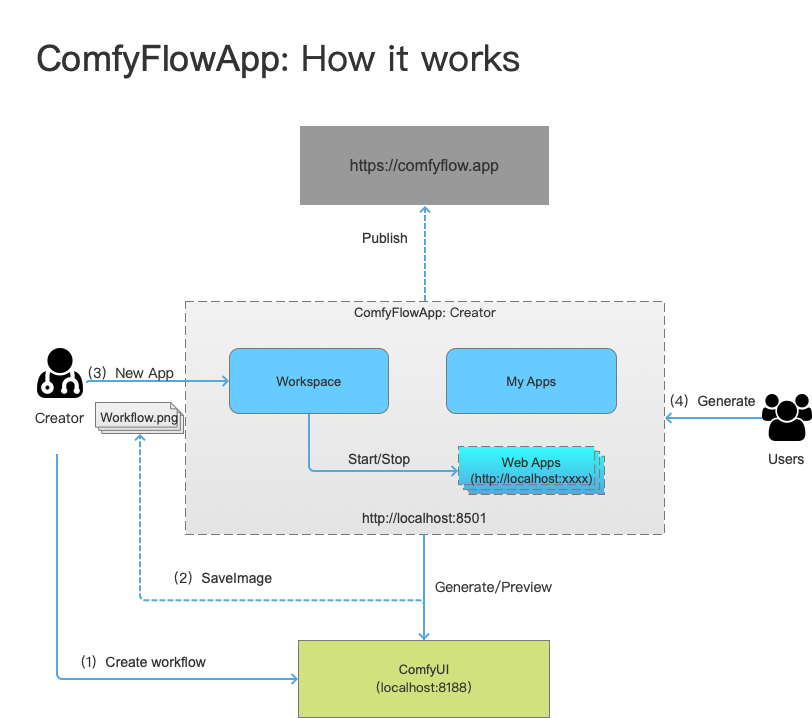 ComfyFlowApp: How it works
https://comfyflow.app
Publish
ComfyFlowApp: Creator
(3) New App
Workspace
My Apps
(4) Generate
Creator
Workflow.png
Users
Start/Stop
Web Apps
(http://localhost:xxxx)
http://localhost:8501
(2) SaveImage
Generate/Preview
(1) Create workflow
ComfyUI
(localhost:8188)